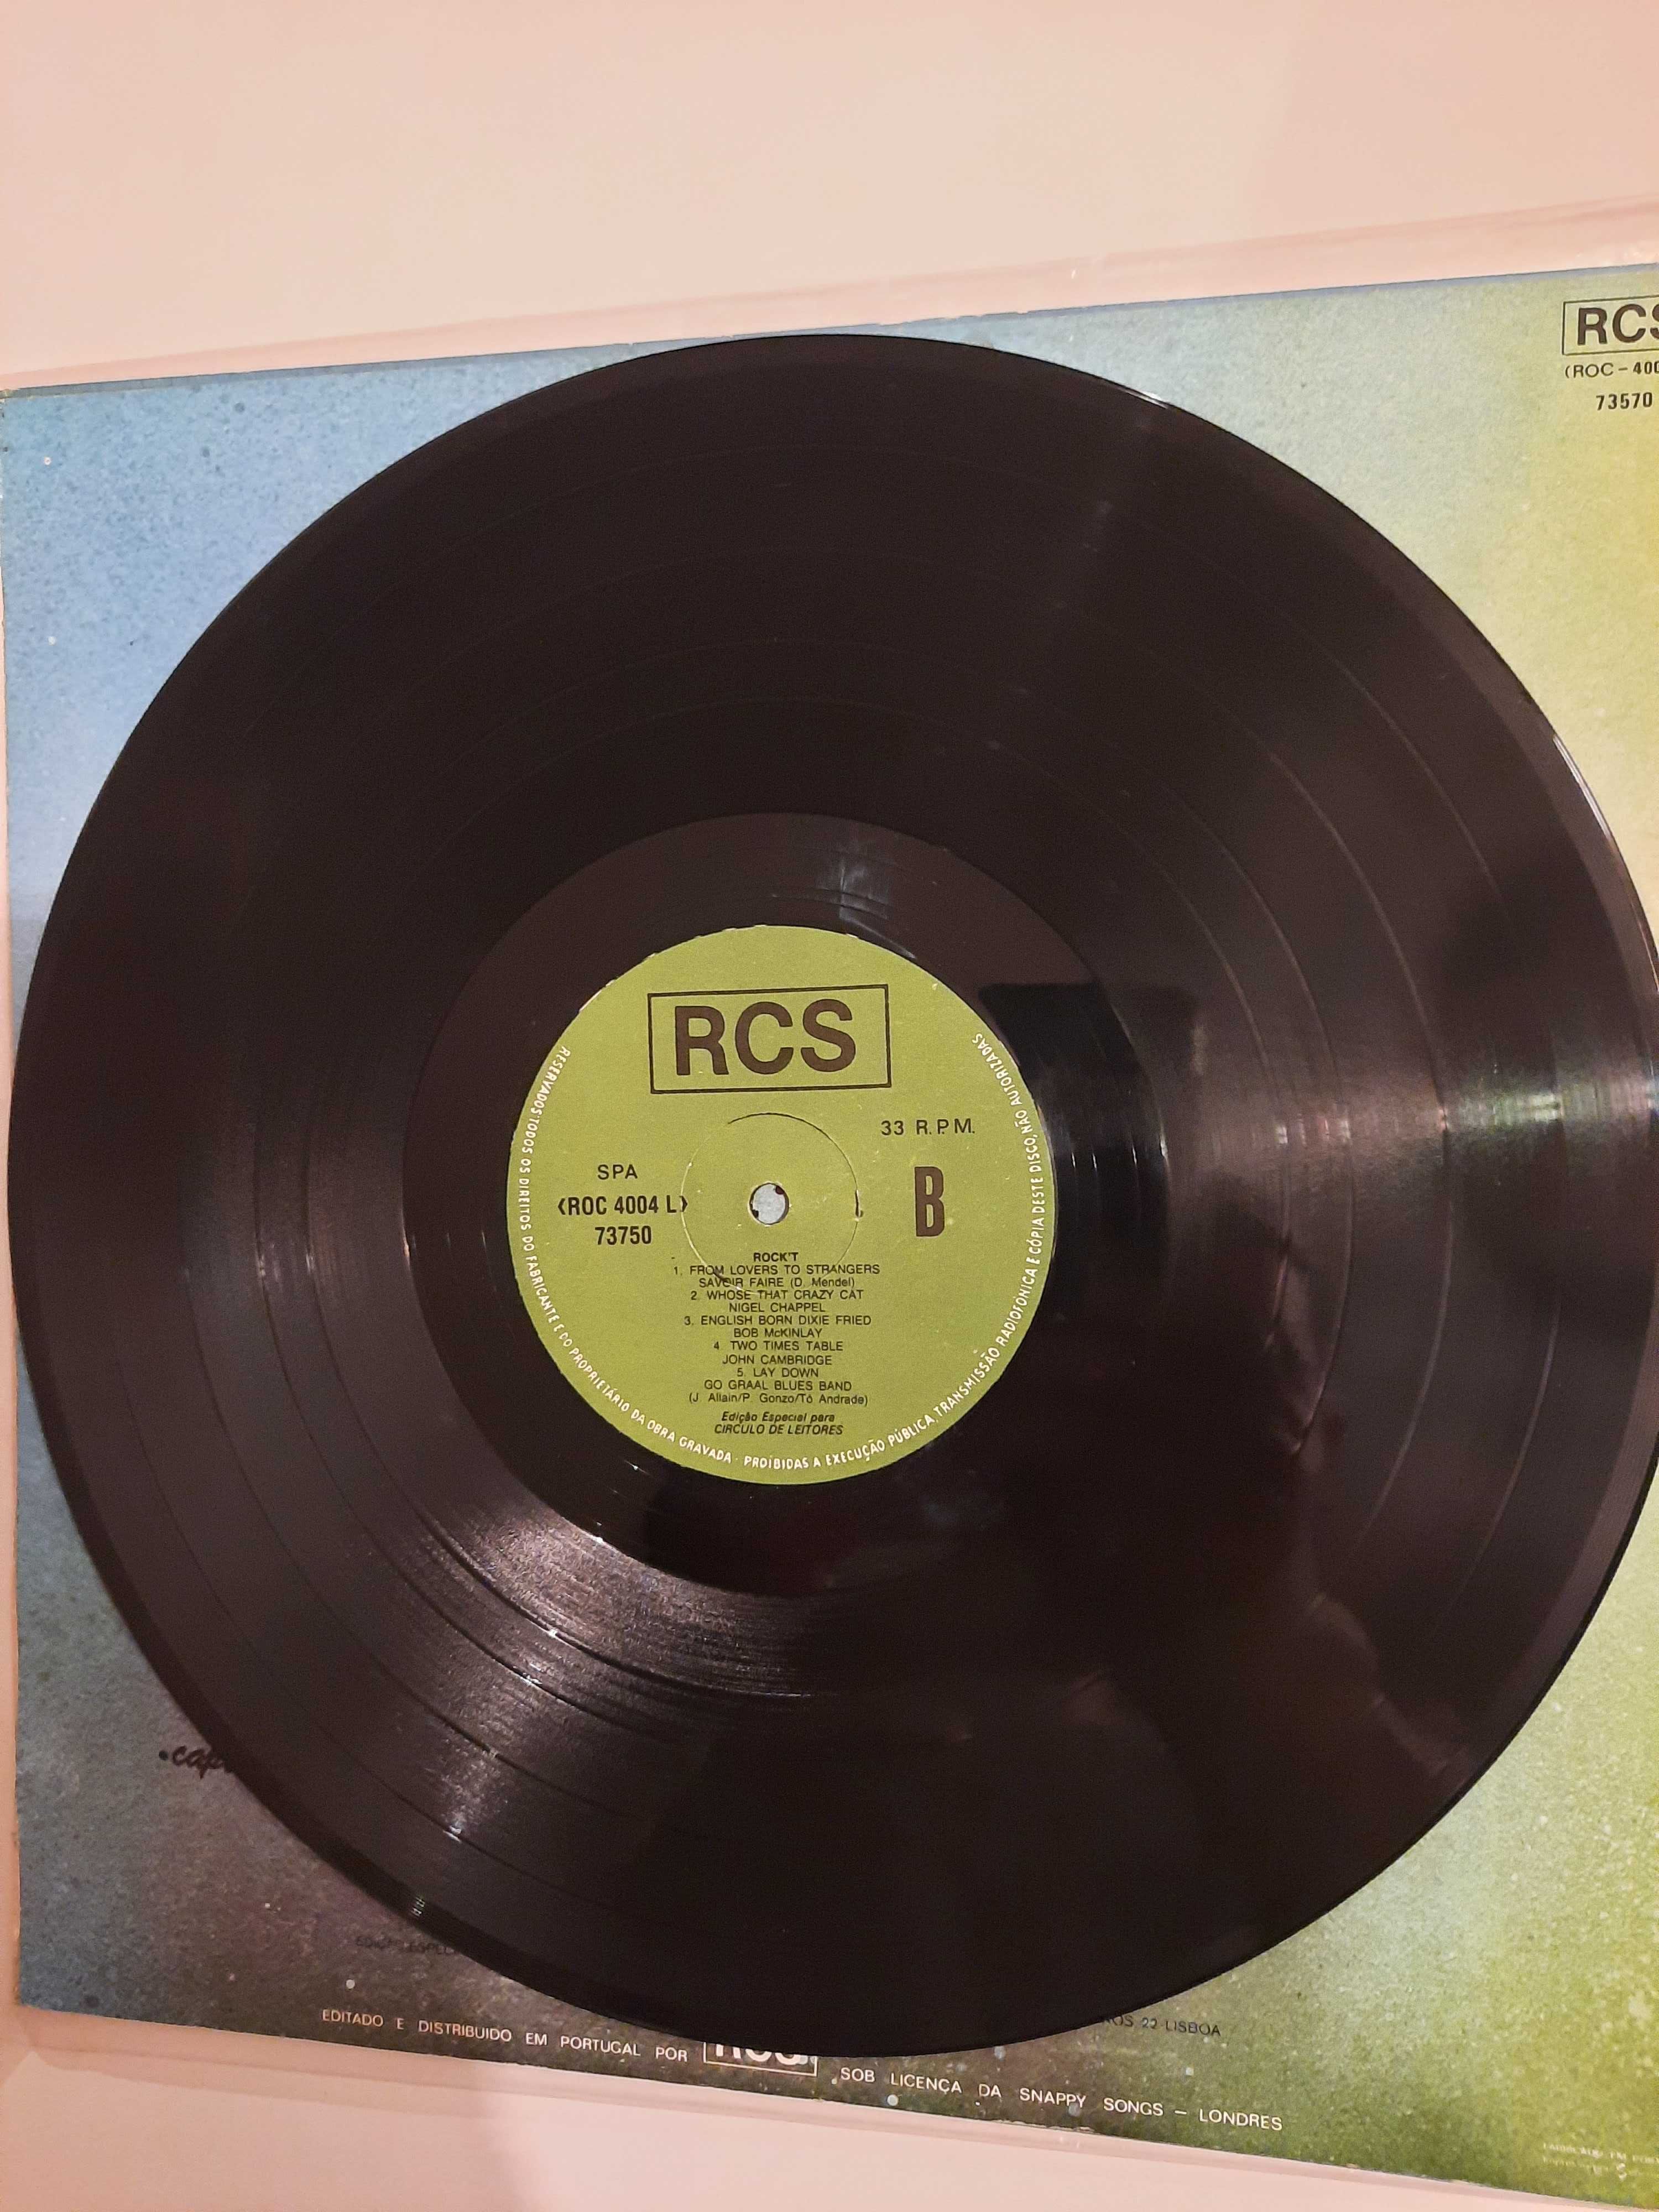 RCS
73570
RCS
33 R.P.M.
SPA
(ROC 4004 L)
73750
B
ROCK'T
1. FROM LOVERS TO STRANGERS
SAVOIR FAIRE (D. Mendel)
2. WHOSE THAT CRAZY CAT
NIGEL CHAPPEL
3. ENGLISH BORN DIXIE FRIED
BOB McKINLAY
4. TWO TIMES TABLE
JOHN CAMBRIDGE
5. LAY DOWN
GO GRAAL BLUES BAND
(J. Allain/P. Gonzo/Tó Andrade)
Edição Especial para
CIRCULO DE LEITORES
RESERVADOS TODOS OS DIREITOS DO FABRICANTE E DO PROPRIETÁRIO DA OBRA GRAVADA - PROIBIDAS A EXECUÇÃO PÚBLICA, TRANSMISSÃO RADIOFÓNICA E CÓPIA DESTE DISCO, NÃO AUTORIZADAS
22 LISBOA
EDITADO E DISTRIBUIDO EM PORTUGAL POR RCS SOB LICENÇA DA SNAPPY SONGS – LONDRES